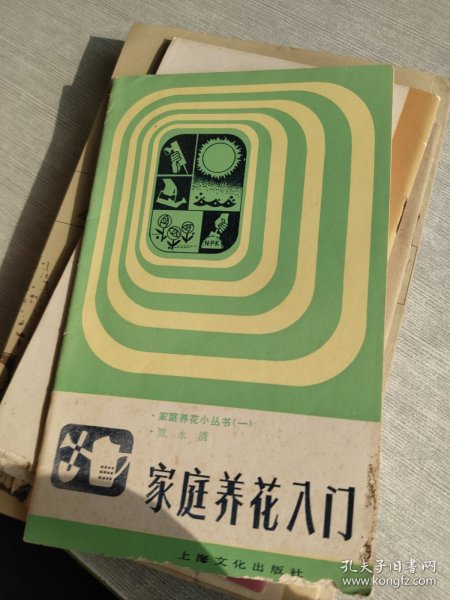 N·P·K
·家庭养花小丛书(一)
·贺永清
家庭养花入门
上海文化出版社
孔夫子旧书网
www.kongfz.com